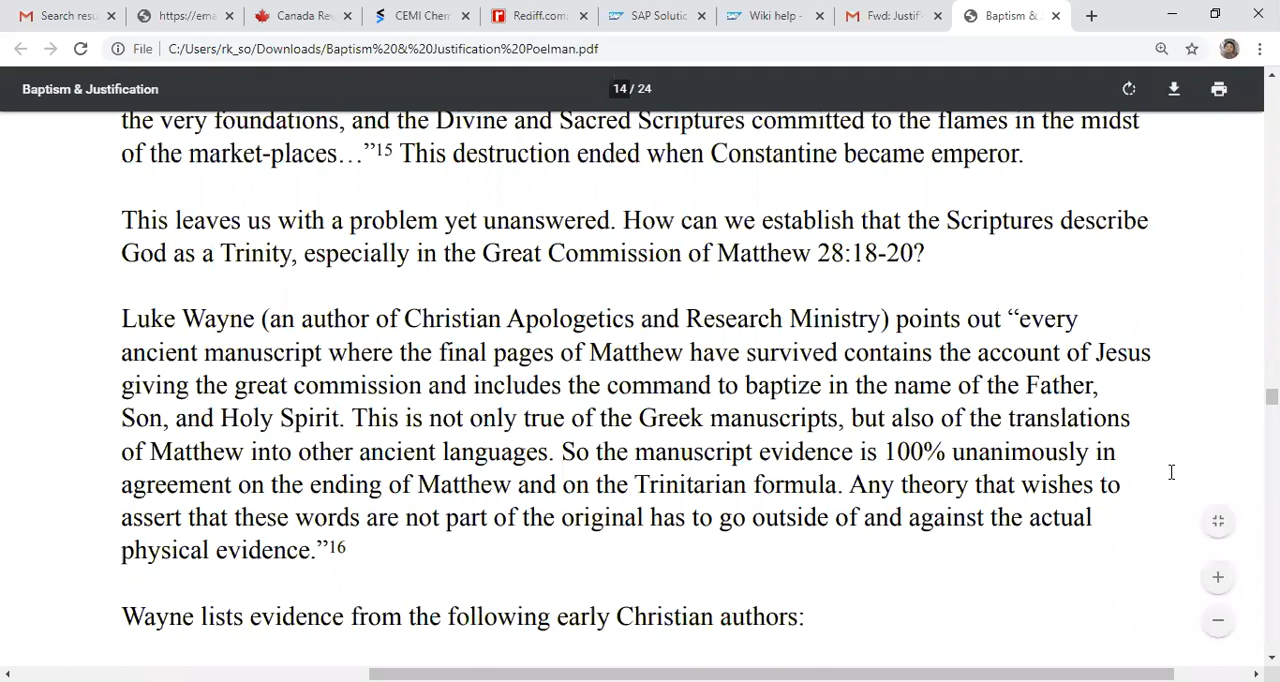 Search resu
https://ema
Canada Re
CEMI Chem
Rediff.com:
SAP Soluti
Wiki help -
Fwd: Justif
Baptism &
File C:/Users/rk_so/Downloads/Baptism%20&%20Justification%20Poelman.pdf
Baptism & Justification
14 / 24
the very foundations, and the Divine and Sacred Scriptures committed to the flames in the midst
of the market-places…”15 This destruction ended when Constantine became emperor.
This leaves us with a problem yet unanswered. How can we establish that the Scriptures describe
God as a Trinity, especially in the Great Commission of Matthew 28:18-20?
Luke Wayne (an author of Christian Apologetics and Research Ministry) points out “every
ancient manuscript where the final pages of Matthew have survived contains the account of Jesus
giving the great commission and includes the command to baptize in the name of the Father,
Son, and Holy Spirit. This is not only true of the Greek manuscripts, but also of the translations
of Matthew into other ancient languages. So the manuscript evidence is 100% unanimously in
agreement on the ending of Matthew and on the Trinitarian formula. Any theory that wishes to
assert that these words are not part of the original has to go outside of and against the actual
physical evidence.”16
Wayne lists evidence from the following early Christian authors: